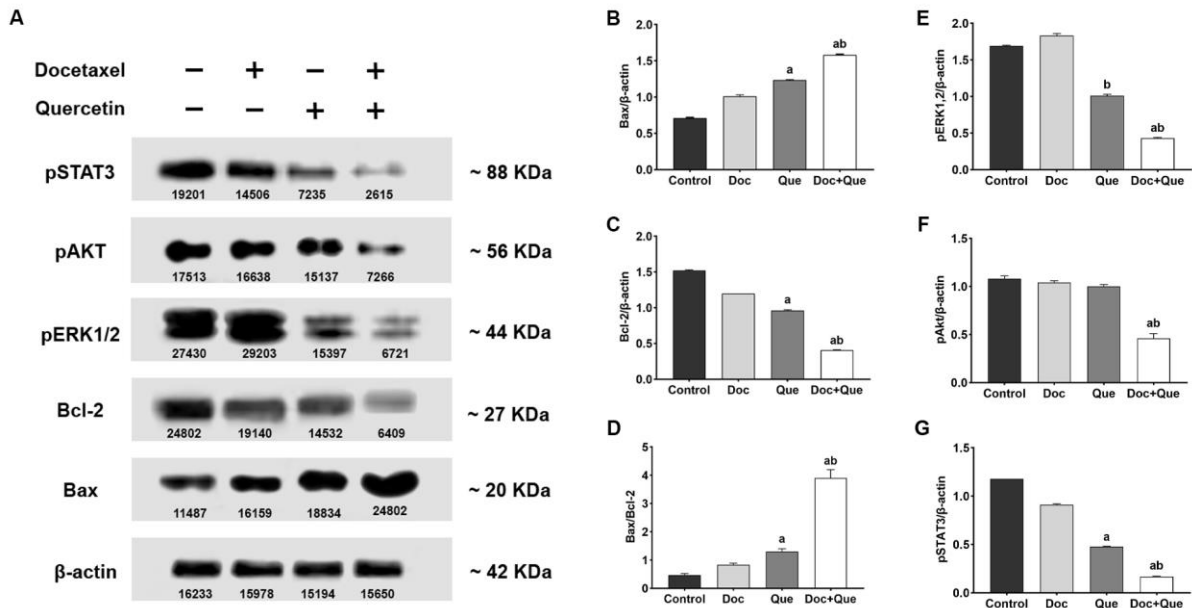 A
Docetaxel − + − +
Quercetin − − + +
pSTAT3 ~ 88 KDa
19201 14506 7235 2615
pAKT ~ 56 KDa
17513 16638 15137 7266
pERK1/2 ~ 44 KDa
27430 29203 15397 6721
Bcl-2 ~ 27 KDa
24802 19140 14532 6409
Bax ~ 20 KDa
11487 16159 18834 24802
β-actin ~ 42 KDa
16233 15978 15194 15650
B
Bax/β-actin
2.0
1.5
1.0
0.5
0.0
a
ab
Control Doc Que Doc+Que
C
Bcl-2/β-actin
2.0
1.5
1.0
0.5
0.0
a
ab
Control Doc Que Doc+Que
D
Bax/Bcl-2
5
4
3
2
1
0
a
ab
Control Doc Que Doc+Que
E
pERK1,2/β-actin
2.0
1.5
1.0
0.5
0.0
b
ab
Control Doc Que Doc+Que
F
pAkt/β-actin
2.0
1.5
1.0
0.5
0.0
ab
Control Doc Que Doc+Que
G
pSTAT3/β-actin
1.5
1.0
0.5
0.0
a
ab
Control Doc Que Doc+Que